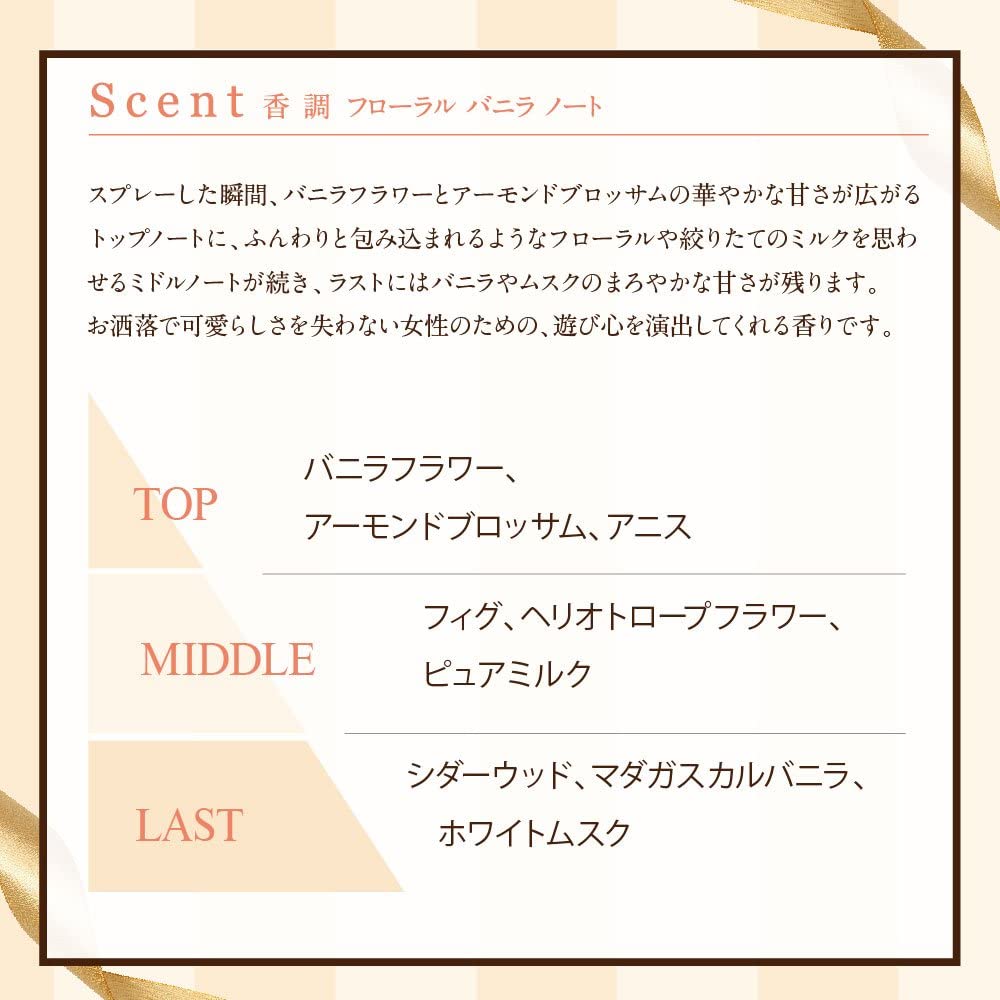 Scent 香調 フローラル バニラ ノート
スプレーした瞬間、バニラフラワーとアーモンドブロッサムの華やかな甘さが広がる
トップノートに、ふんわりと包み込まれるようなフローラルや絞りたてのミルクを思わ
せるミドルノートが続き、ラストにはバニラやムスクのまろやかな甘さが残ります。
お洒落で可愛らしさを失わない女性のための、遊び心を演出してくれる香りです。
TOP
バニラフラワー、
アーモンドブロッサム、アニス
MIDDLE
フィグ、ヘリオトロープフラワー、
ピュアミルク
LAST
シダーウッド、マダガスカルバニラ、
ホワイトムスク